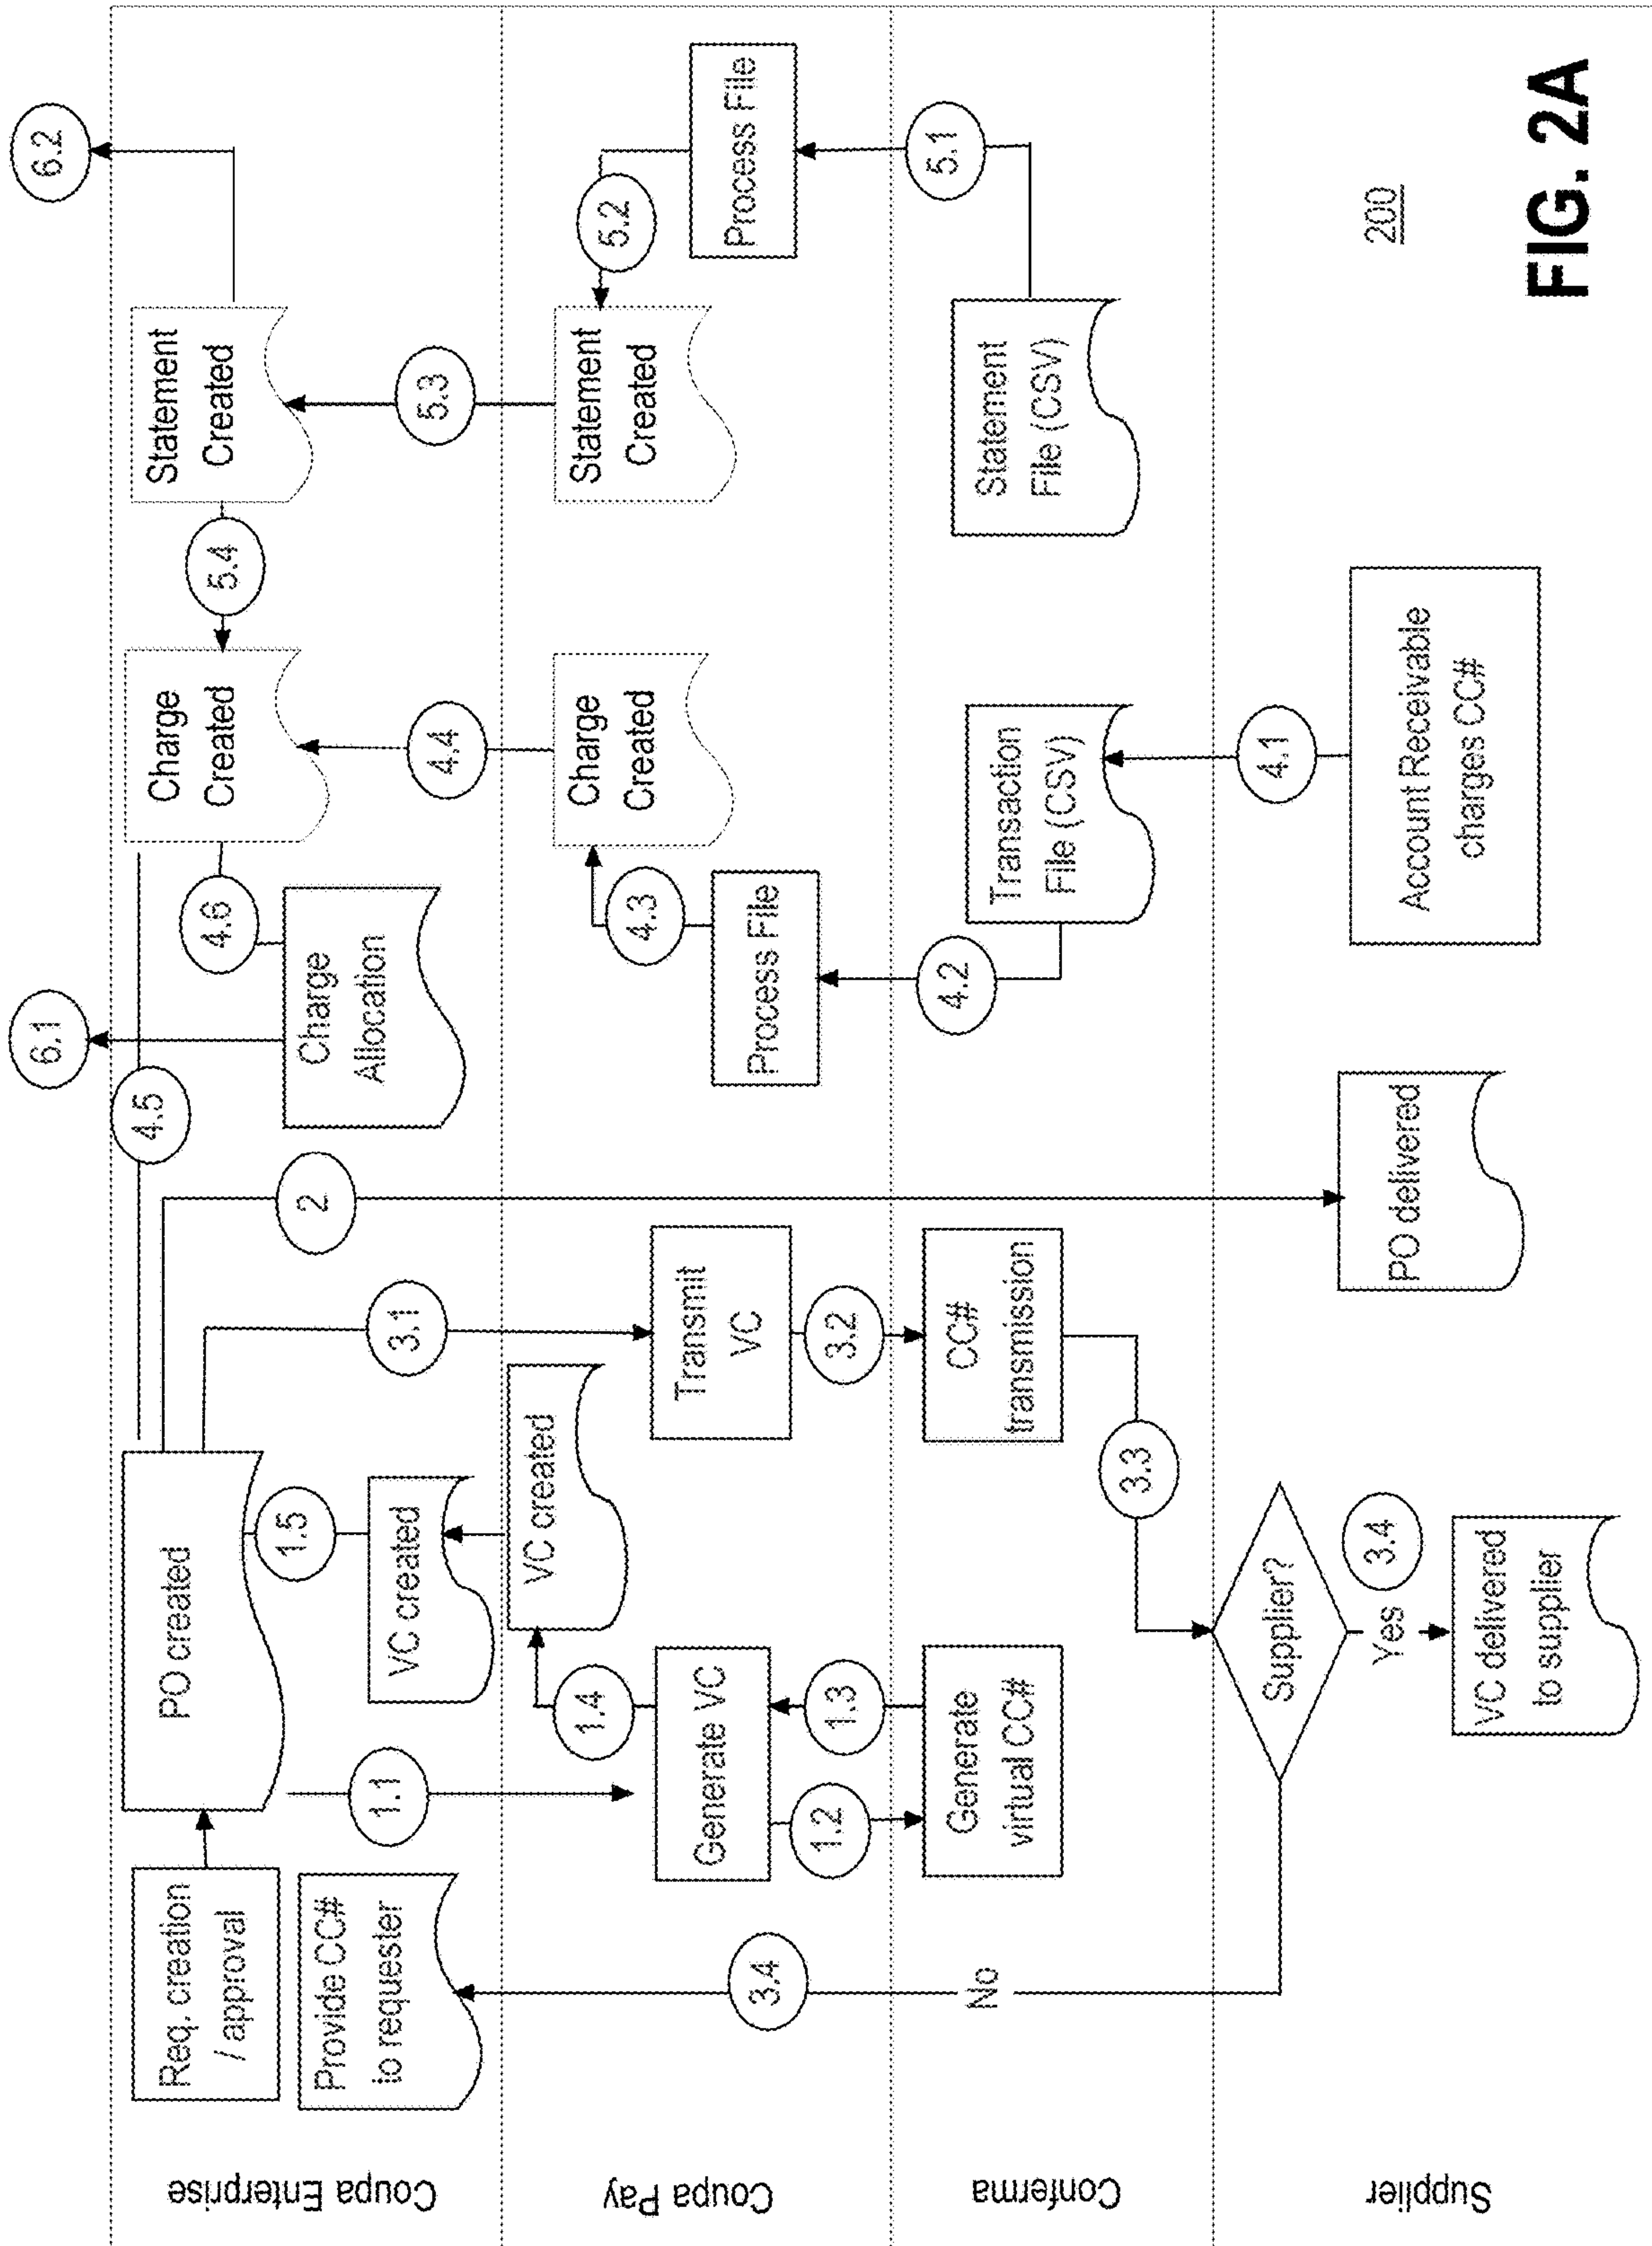 Coupa Enterprise
Req. creation
/ approval
Provide CC#
to requester
PO created
1.1
1.5
VC created
3.1
2
4.5
6.1
Charge
Allocation
4.6
Charge
Created
5.4
Statement
Created
6.2
Coupa Pay
3.4
Generate VC
1.4
VC created
Transmit
VC
Process File
4.3
Charge
Created
4.4
Statement
Created
5.3
5.2
Process File
Conferma
No
1.2
1.3
Generate
virtual CC#
3.2
CC#
transmission
3.3
4.2
Transaction
File (CSV)
Statement
File (CSV)
5.1
Supplier
Supplier?
Yes
3.4
VC delivered
to supplier
PO delivered
4.1
Account Receivable
charges CC#
200
FIG. 2A